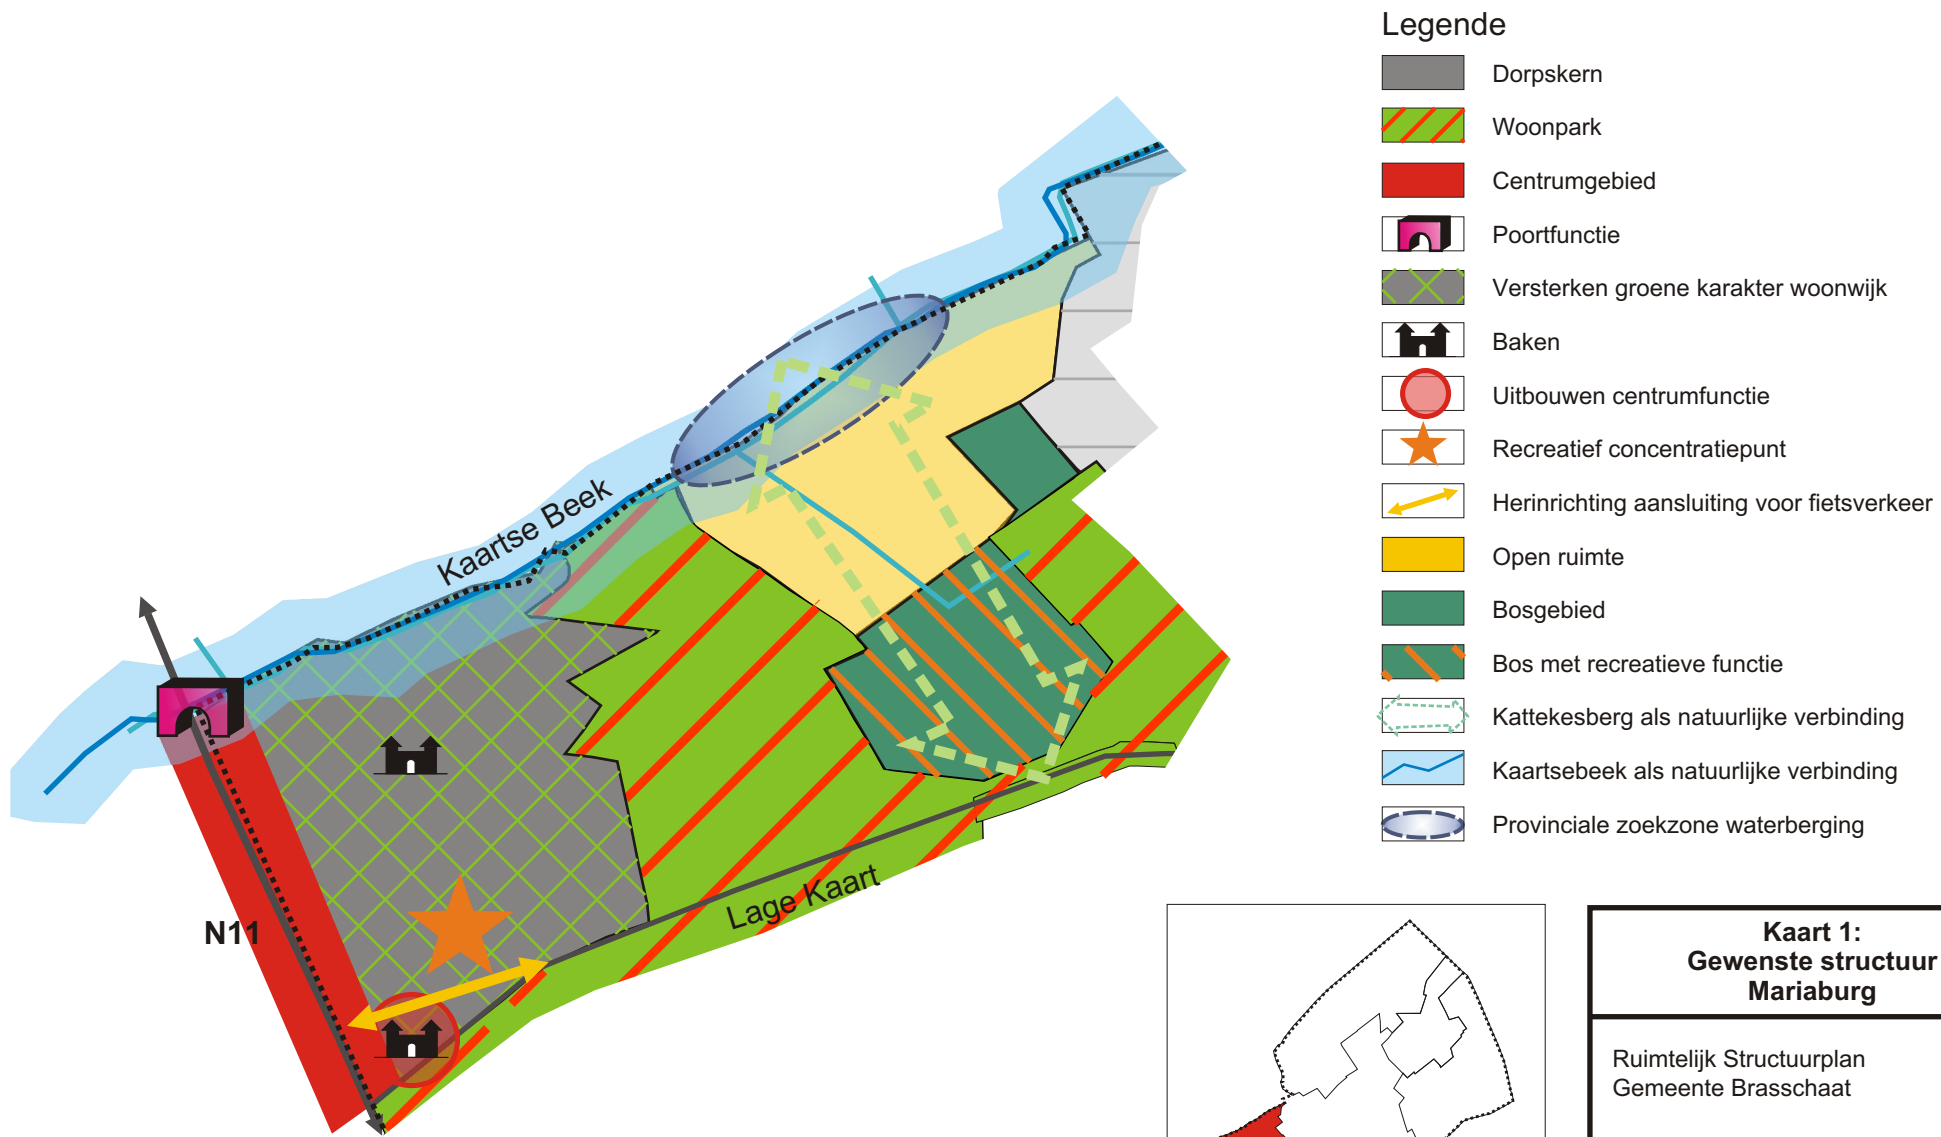 Legende
Dorpskern
Woonpark
Centrumgebied
Poortfunctie
Versterken groene karakter woonwijk
Baken
Uitbouwen centrumfunctie
Recreatief concentratiepunt
Herinrichting aansluiting voor fietsverkeer
Open ruimte
Bosgebied
Bos met recreatieve functie
Kattekesberg als natuurlijke verbinding
Kaartsebeek als natuurlijke verbinding
Provinciale zoekzone waterberging
Kaartse Beek
Lage Kaart
N11
Kaart 1:
Gewenste structuur
Mariaburg
Ruimtelijk Structuurplan
Gemeente Brasschaat